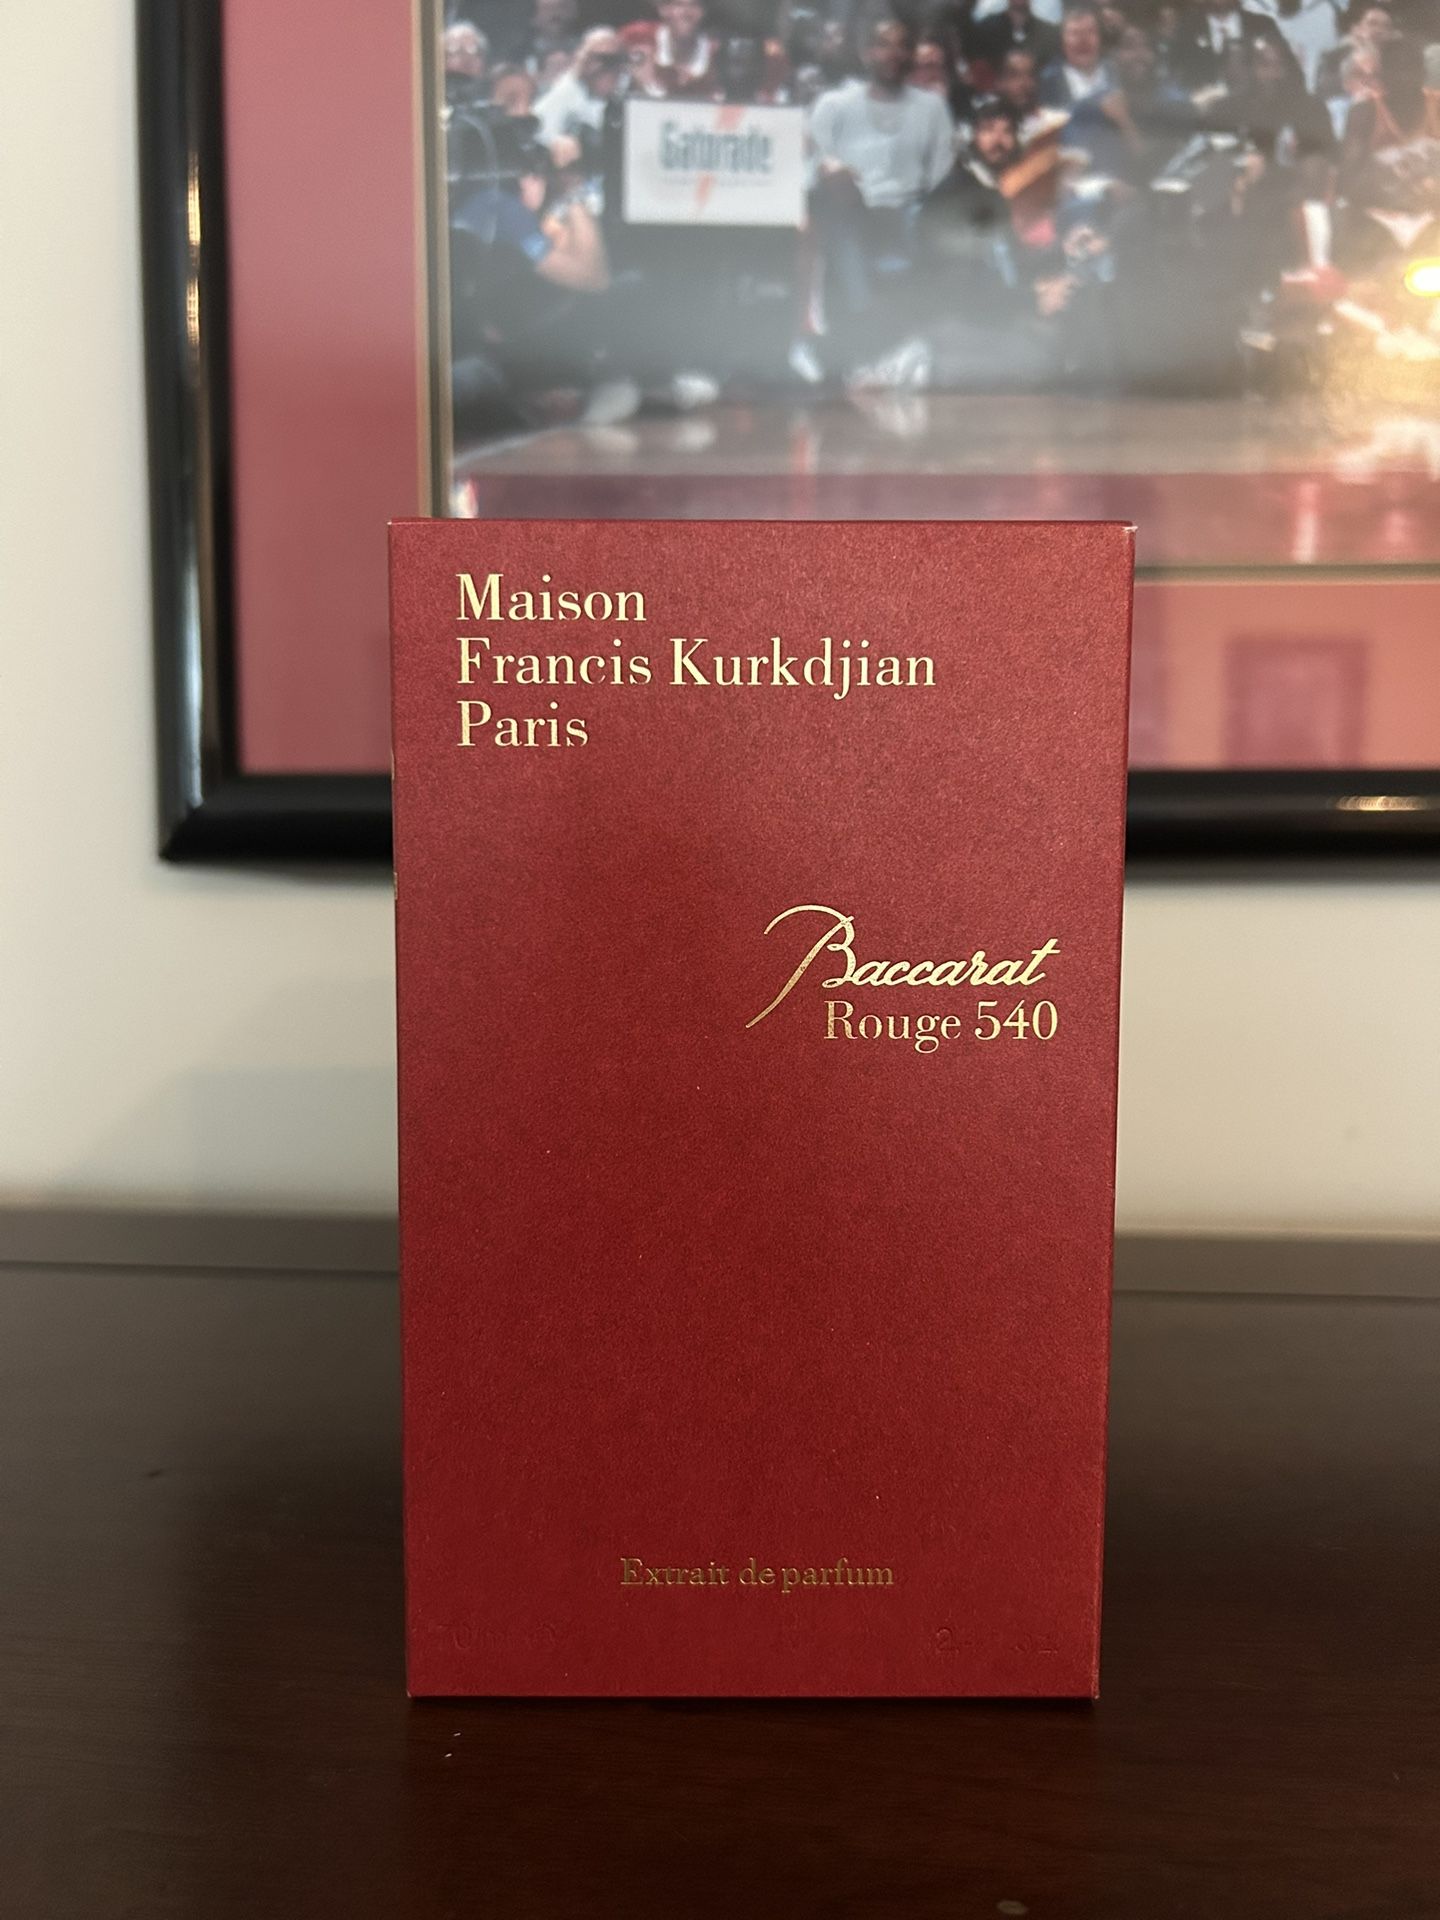 Gatorade
Maison
Francis Kurkdjian
Paris
Baccarat
Rouge 540
Extrait de parfum